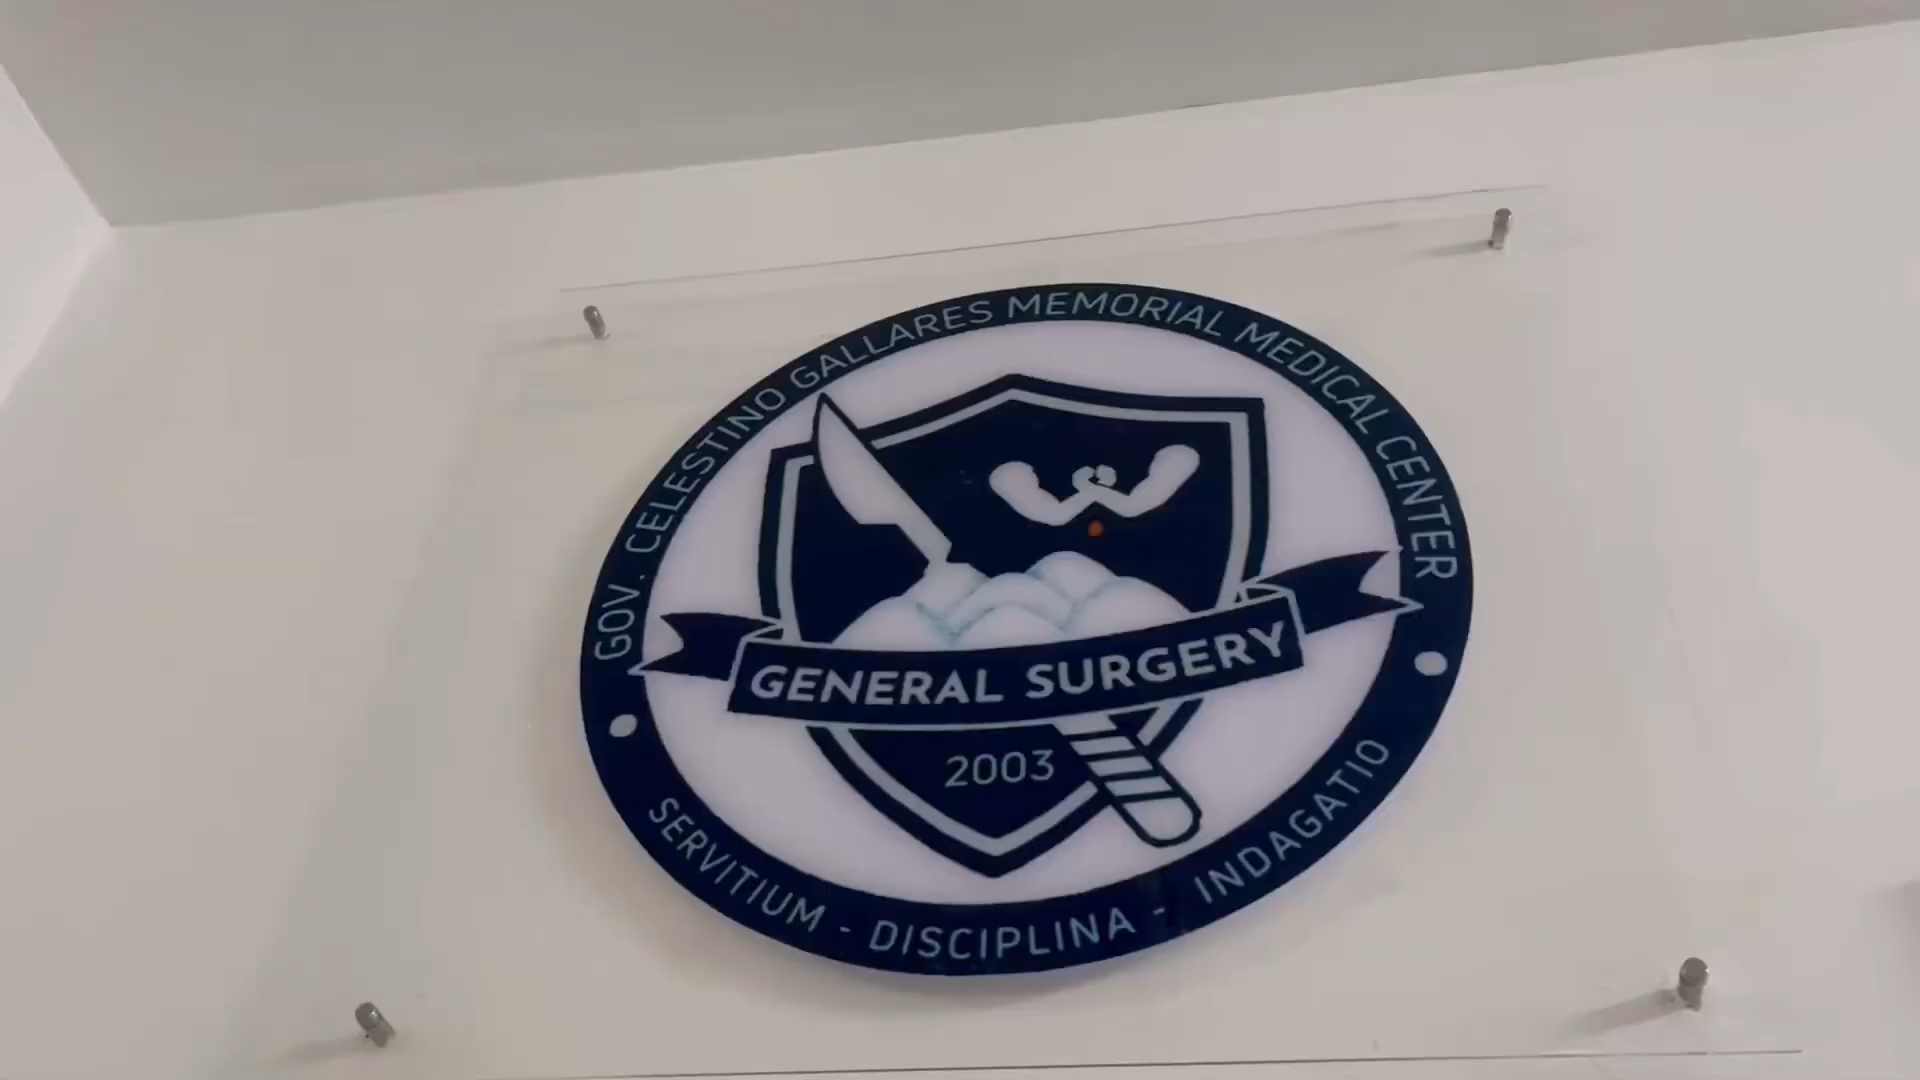 GOV. CELESTINO GALLARES MEMORIAL MEDICAL CENTER
GENERAL SURGERY
2003
SERVITIUM - DISCIPLINA - INDAGATIO